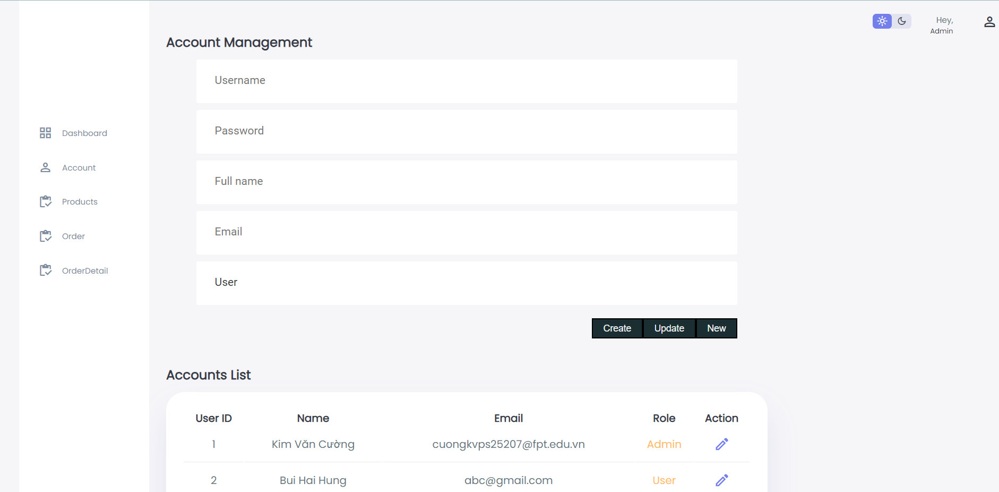 Hey,
Admin
Dashboard
Account
Products
Order
OrderDetail
Account Management
Username
Password
Full name
Email
User
Create Update New
Accounts List
User ID Name Email Role Action
1 Kim Văn Cường cuongkvps25207@fpt.edu.vn Admin
2 Bui Hai Hung abc@gmail.com User